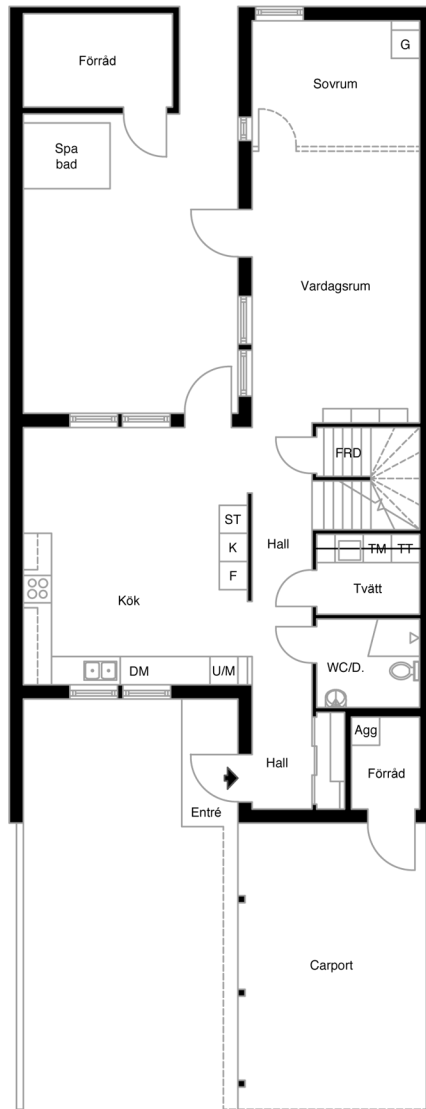 Förråd
G
Sovrum
Spa
bad
Vardagsrum
FRD
ST
K
F
Hall
TM
TT
Tvätt
Kök
WC/D.
DM
U/M
Agg
Hall
Förråd
Entré
Carport